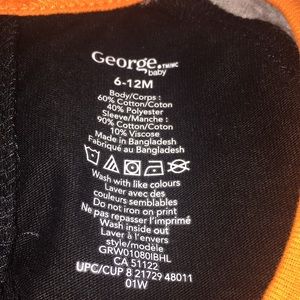 George
baby
6-12M
Body/Corps :
60% Cotton/Coton
40% Polyester
Sleeve/Manche :
90% Cotton/Coton
10% Viscose
Made in Bangladesh
Fabriqué au Bangladesh
Wash with like colours
Laver avec des
couleurs semblables
Do not iron on print
Ne pas repasser l'imprimé
Wash inside out
Laver à l'envers
style/modèle
GRW01080IBHL
CA 51122
UPC/CUP 8 21729 48011
01W